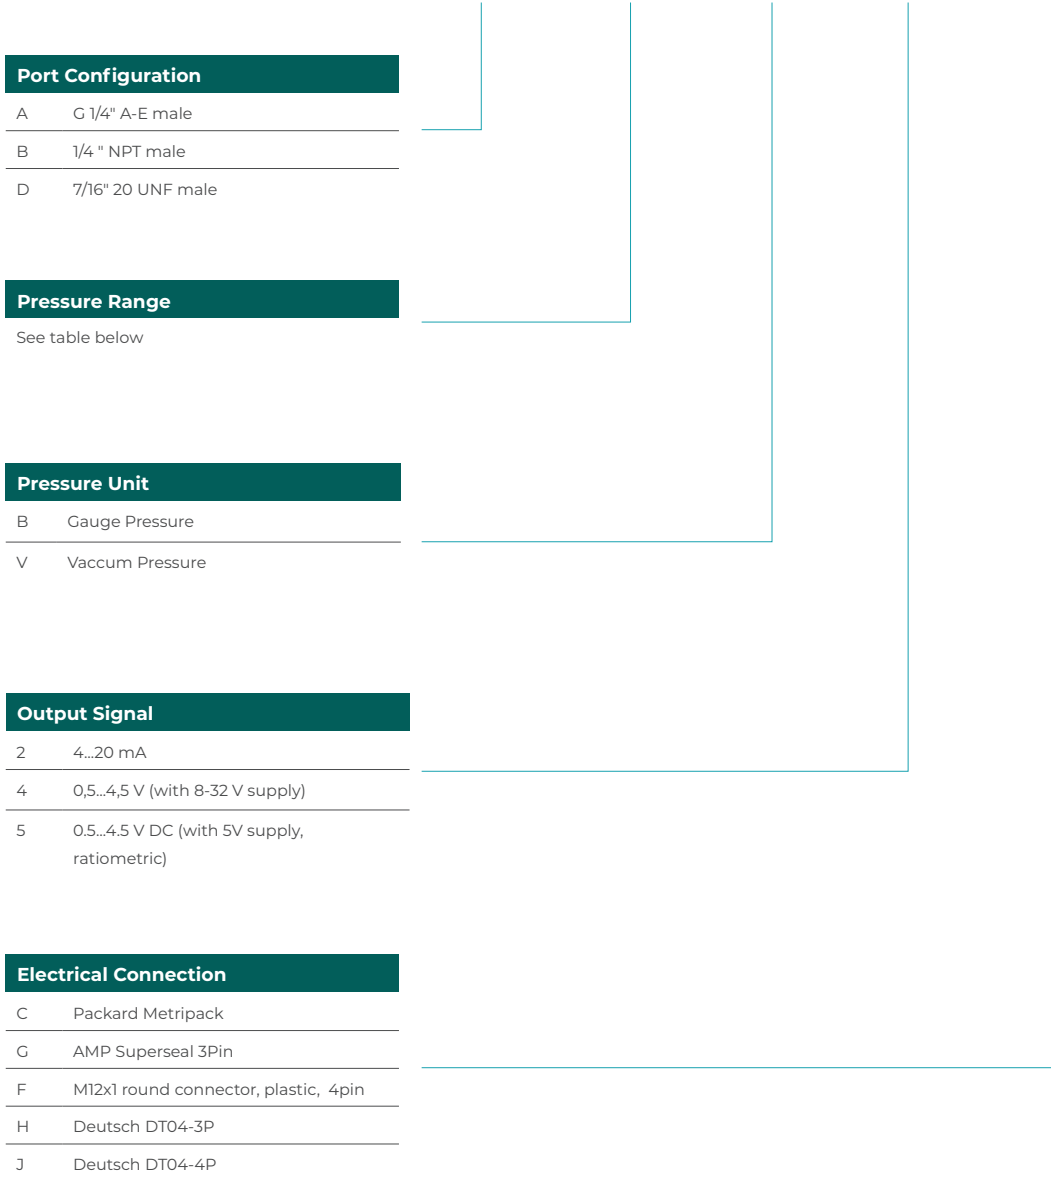 Port Configuration
A G 1/4" A-E male
B 1/4 " NPT male
D 7/16" 20 UNF male
Pressure Range
See table below
Pressure Unit
B Gauge Pressure
V Vaccum Pressure
Output Signal
2 4...20 mA
4 0,5...4,5 V (with 8-32 V supply)
5 0.5...4.5 V DC (with 5V supply,
ratiometric)
Electrical Connection
C Packard Metripack
G AMP Superseal 3Pin
F M12x1 round connector, plastic, 4pin
H Deutsch DT04-3P
J Deutsch DT04-4P